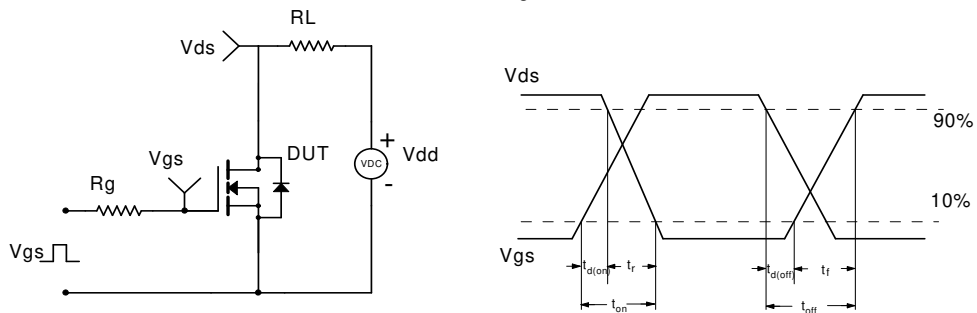 RL
Vds
Vgs
DUT
VDC
+
-
Vdd
Rg
Vgs
Vds
90%
10%
Vgs
td(on)
tr
ton
td(off)
tf
toff